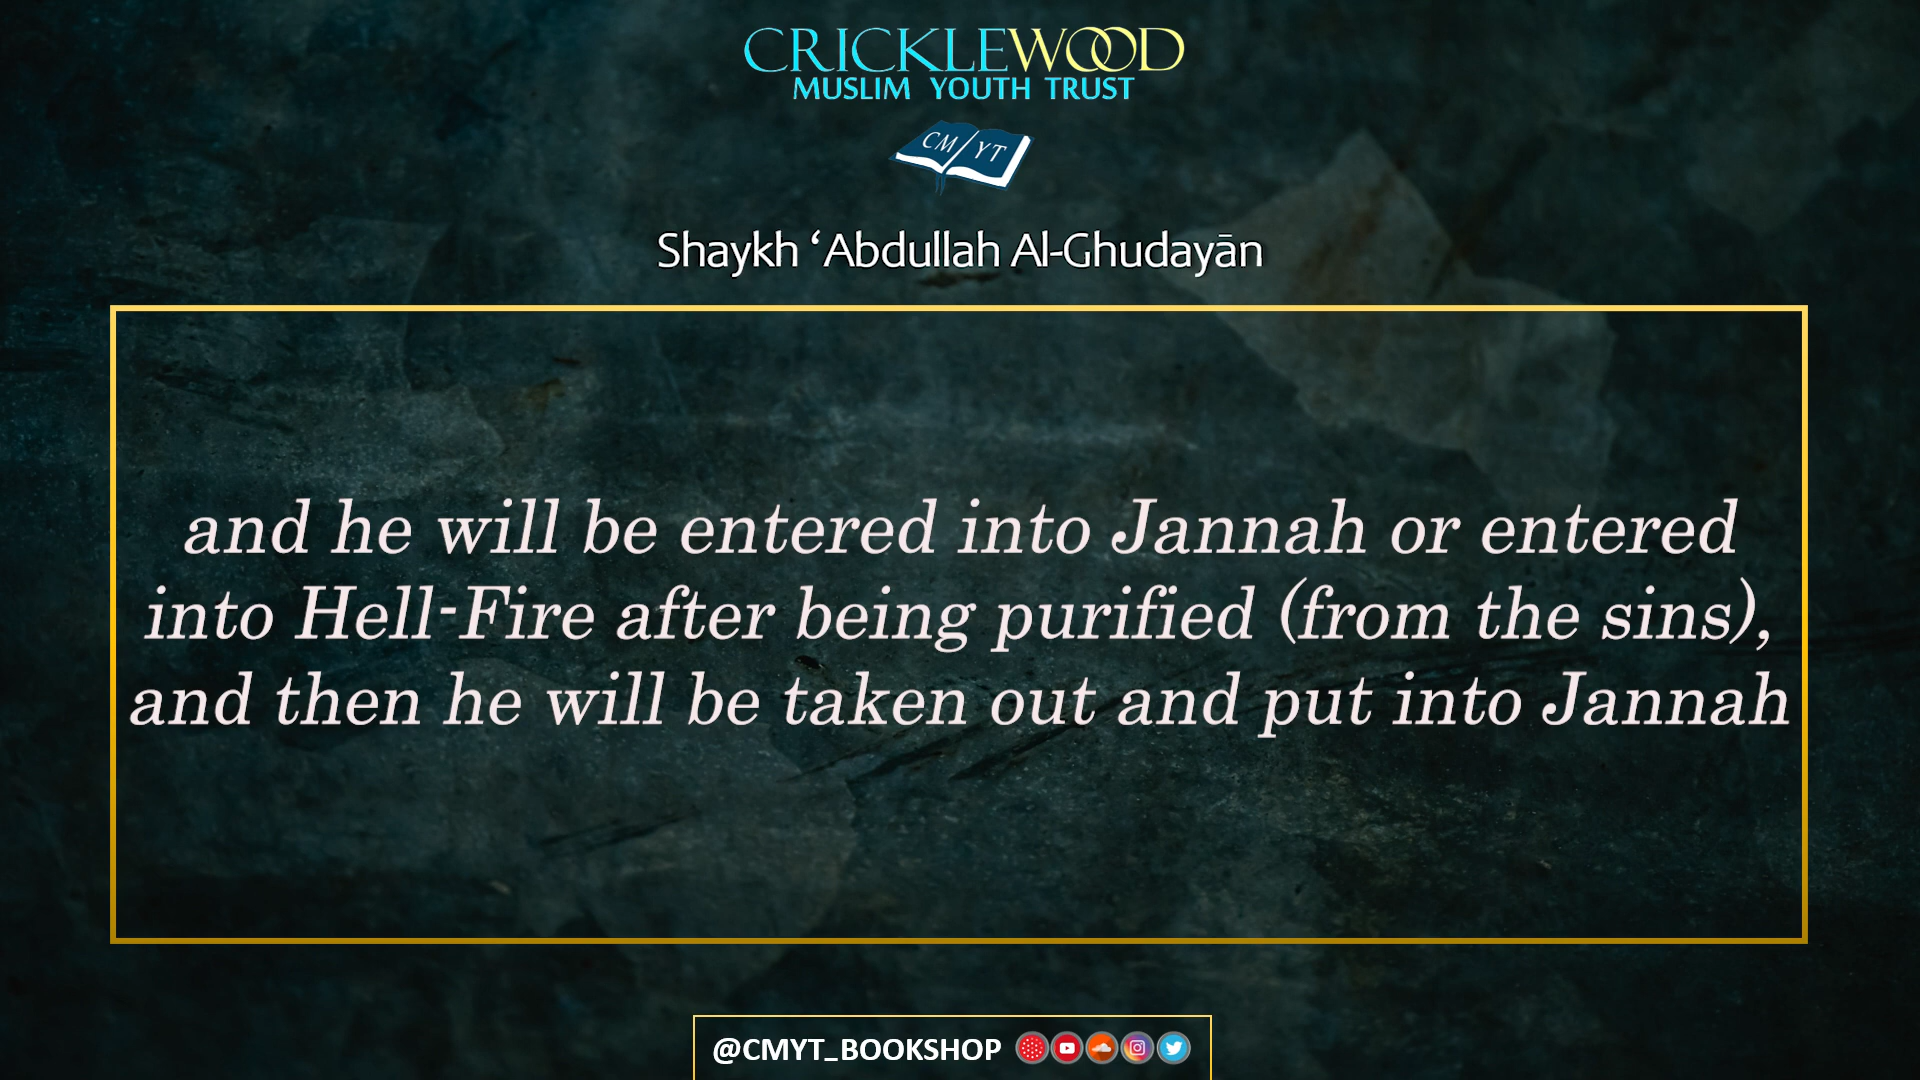 CRICKLEWOOD
MUSLIM YOUTH TRUST
CM YT
Shaykh ‘Abdullah Al-Ghudayān
and he will be entered into Jannah or entered
into Hell-Fire after being purified (from the sins),
and then he will be taken out and put into Jannah
@CMYT_BOOKSHOP